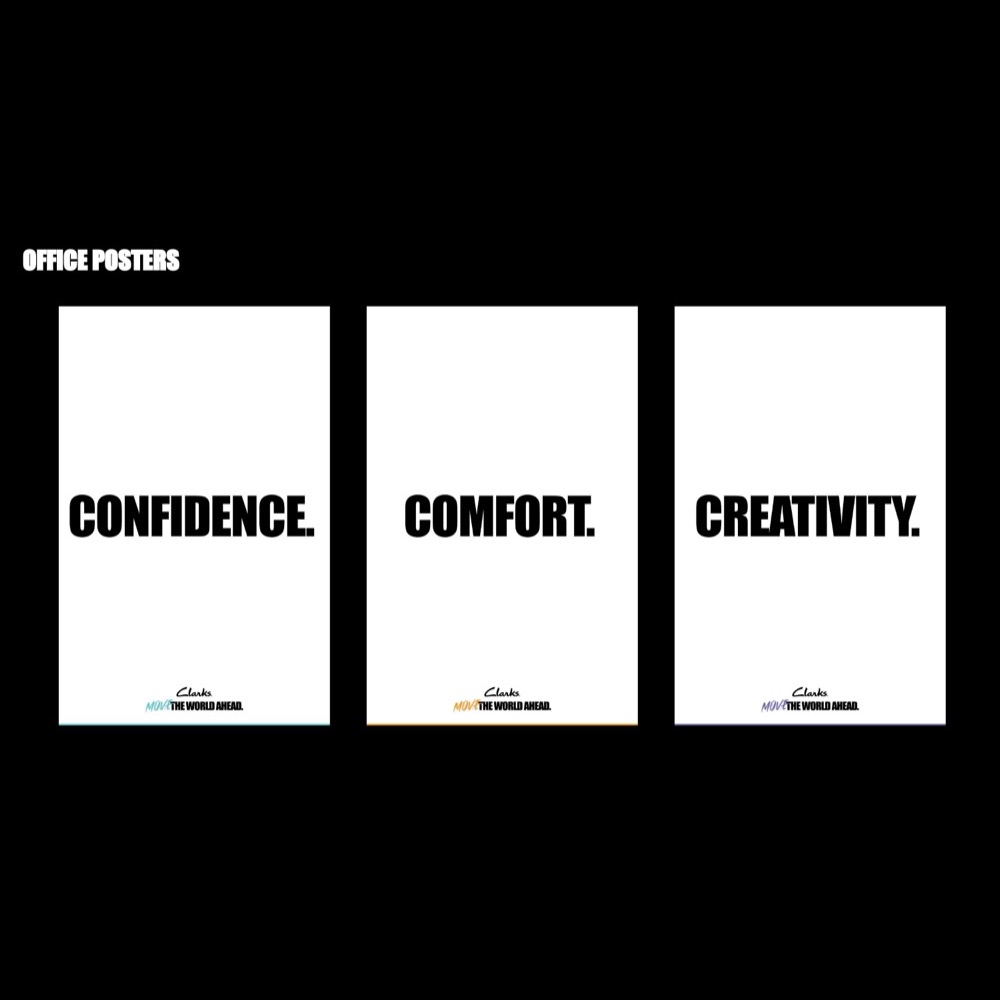 OFFICE POSTERS
CONFIDENCE.
Clarks
MOVE THE WORLD AHEAD.
COMFORT.
Clarks
MOVE THE WORLD AHEAD.
CREATIVITY.
Clarks
MOVE THE WORLD AHEAD.